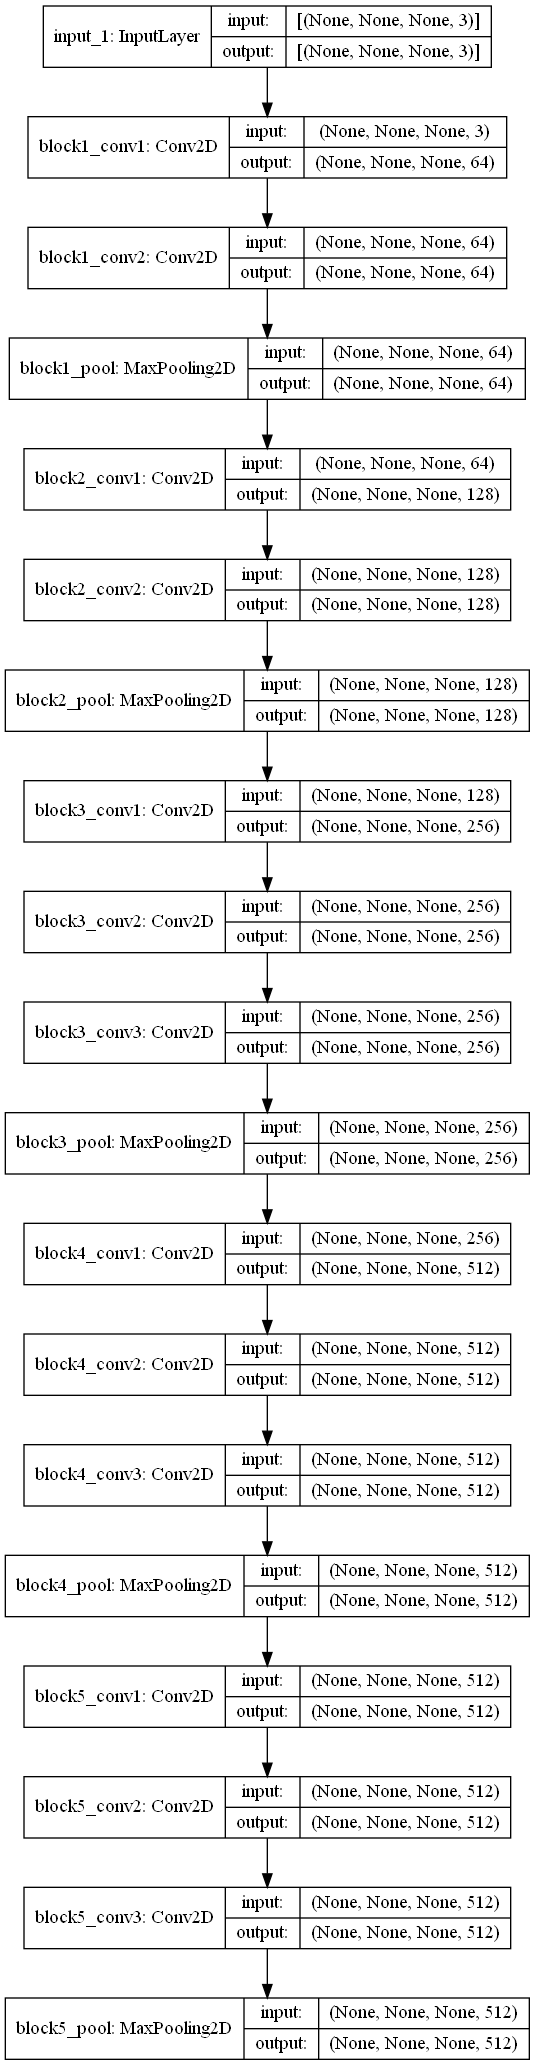 input_1: InputLayer
input: [(None, None, None, 3)]
output: [(None, None, None, 3)]
block1_conv1: Conv2D
input: (None, None, None, 3)
output: (None, None, None, 64)
block1_conv2: Conv2D
input: (None, None, None, 64)
output: (None, None, None, 64)
block1_pool: MaxPooling2D
input: (None, None, None, 64)
output: (None, None, None, 64)
block2_conv1: Conv2D
input: (None, None, None, 64)
output: (None, None, None, 128)
block2_conv2: Conv2D
input: (None, None, None, 128)
output: (None, None, None, 128)
block2_pool: MaxPooling2D
input: (None, None, None, 128)
output: (None, None, None, 128)
block3_conv1: Conv2D
input: (None, None, None, 128)
output: (None, None, None, 256)
block3_conv2: Conv2D
input: (None, None, None, 256)
output: (None, None, None, 256)
block3_conv3: Conv2D
input: (None, None, None, 256)
output: (None, None, None, 256)
block3_pool: MaxPooling2D
input: (None, None, None, 256)
output: (None, None, None, 256)
block4_conv1: Conv2D
input: (None, None, None, 256)
output: (None, None, None, 512)
block4_conv2: Conv2D
input: (None, None, None, 512)
output: (None, None, None, 512)
block4_conv3: Conv2D
input: (None, None, None, 512)
output: (None, None, None, 512)
block4_pool: MaxPooling2D
input: (None, None, None, 512)
output: (None, None, None, 512)
block5_conv1: Conv2D
input: (None, None, None, 512)
output: (None, None, None, 512)
block5_conv2: Conv2D
input: (None, None, None, 512)
output: (None, None, None, 512)
block5_conv3: Conv2D
input: (None, None, None, 512)
output: (None, None, None, 512)
block5_pool: MaxPooling2D
input: (None, None, None, 512)
output: (None, None, None, 512)